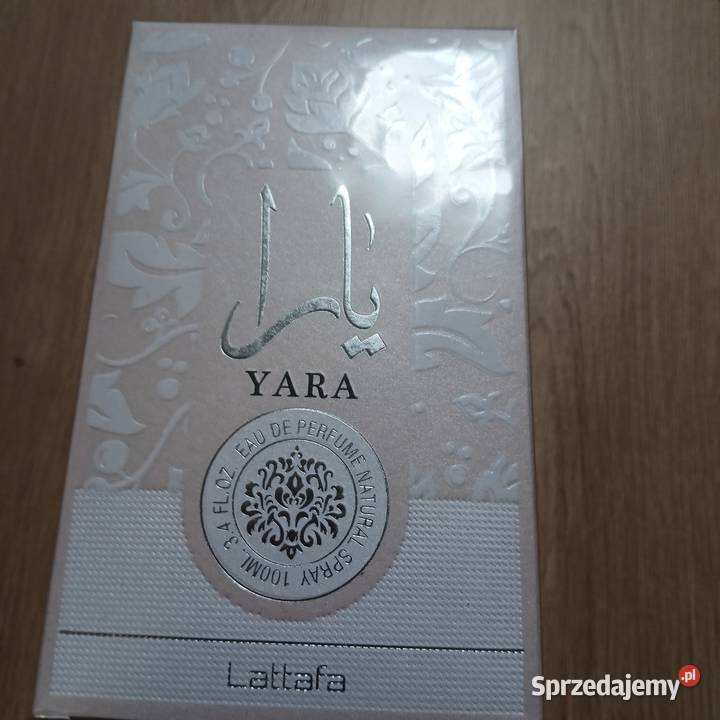 يارا
YARA
EAU DE PERFUME NATURAL SPRAY 100ML. 3.4 FL.OZ.
Lattafa
Sprzedajemy.pl